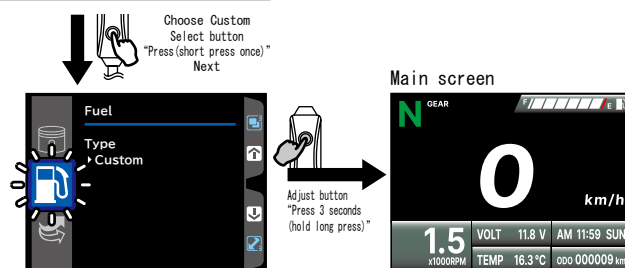 Choose Custom
Select button
“Press(short press once)”
Next
Fuel
Type
Custom
Adjust button
“Press 3 seconds
(hold long press)”
Main screen
N GEAR
F E
0
km/h
1.5
x1000RPM
VOLT 11.8 V
AM 11:59 SUN
TEMP 16.3°C
ODO 000009 km